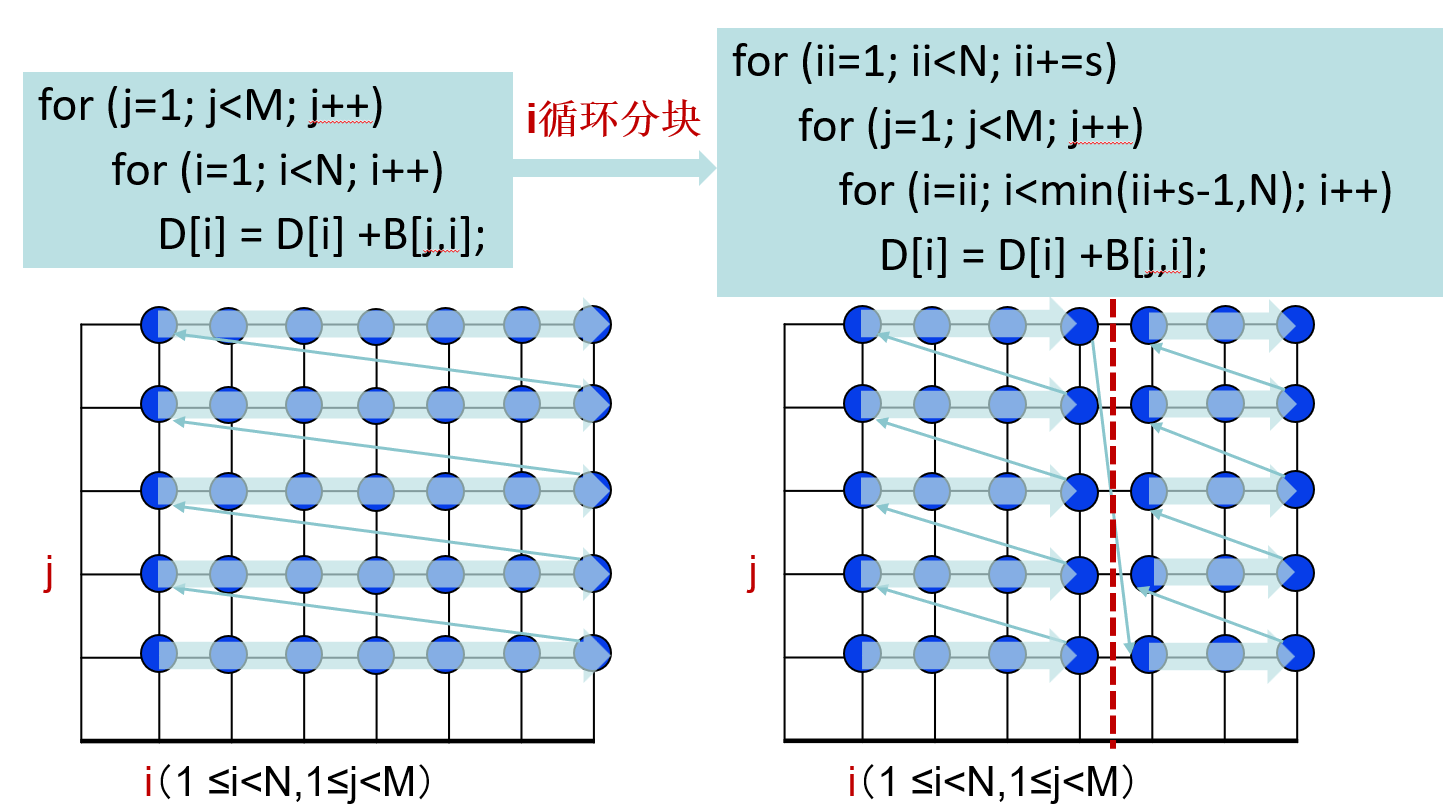 for (j=1; j<M; j++)
for (i=1; i<N; i++)
D[i] = D[i] +B[j,i];
i循环分块
for (ii=1; ii<N; ii+=s)
for (j=1; j<M; j++)
for (i=ii; i<min(ii+s-1,N); i++)
D[i] = D[i] +B[j,i];
j
i（1 ≤i<N,1≤j<M）
j
i（1 ≤i<N,1≤j<M）